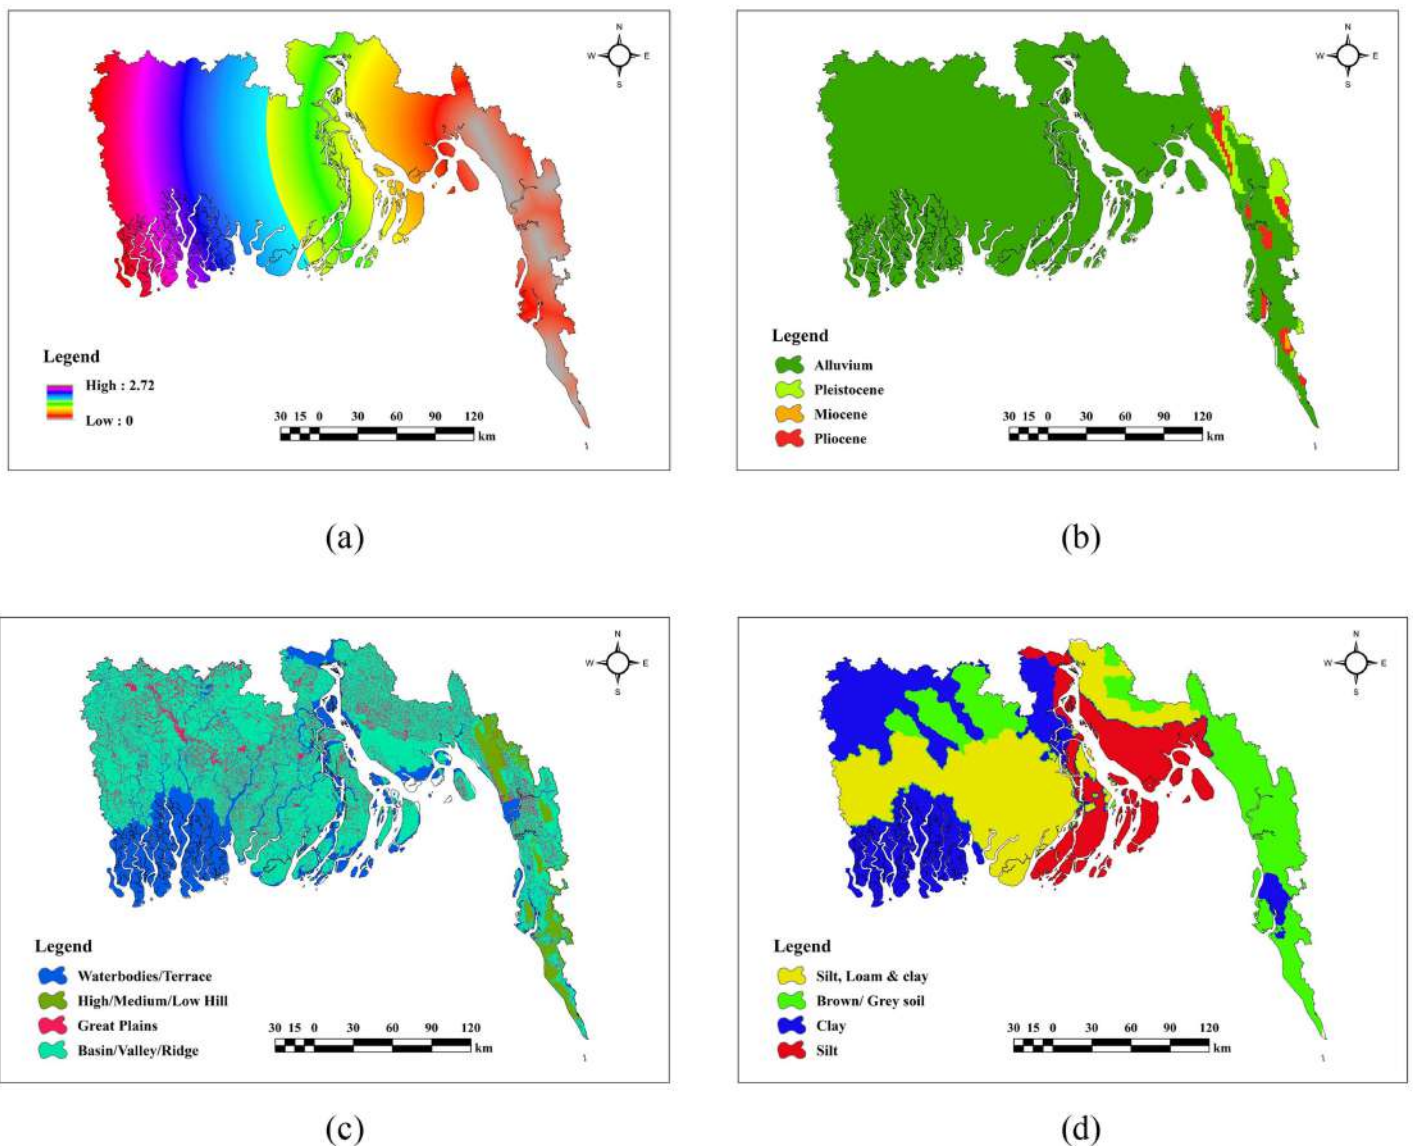 N
W E
S
Legend
High : 2.72
Low : 0
30 15 0 30 60 90 120
km
(a)
N
W E
S
Legend
Alluvium
Pleistocene
Miocene
Pliocene
30 15 0 30 60 90 120
km
(b)
N
W E
S
Legend
Waterbodies/Terrace
High/Medium/Low Hill
Great Plains
Basin/Valley/Ridge
30 15 0 30 60 90 120
km
(c)
N
W E
S
Legend
Silt, Loam & clay
Brown/ Grey soil
Clay
Silt
30 15 0 30 60 90 120
km
(d)